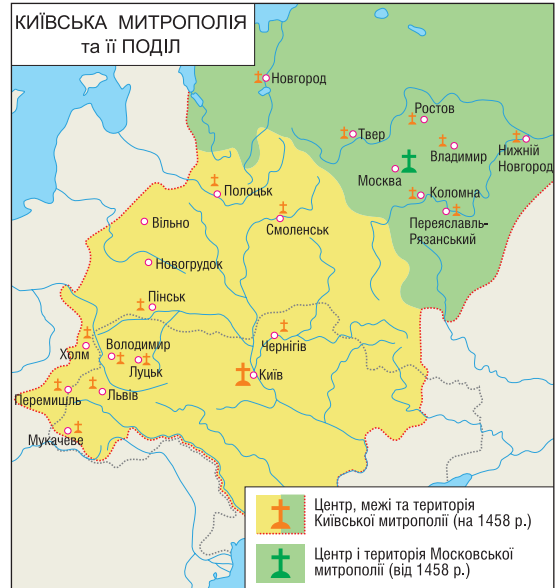 КИЇВСЬКА МИТРОПОЛІЯ
та її ПОДІЛ
Новгород
Ростов
Твер
Владимир
Нижній
Новгород
Москва
Коломна
Переяславль-
Рязанський
Полоцьк
Смоленськ
Вільно
Новогрудок
Пінськ
Чернігів
Холм
Володимир
Луцьк
Київ
Перемишль
Львів
Мукачеве
Центр, межі та територія
Київської митрополії (на 1458 р.)
Центр і територія Московської
митрополії (від 1458 р.)